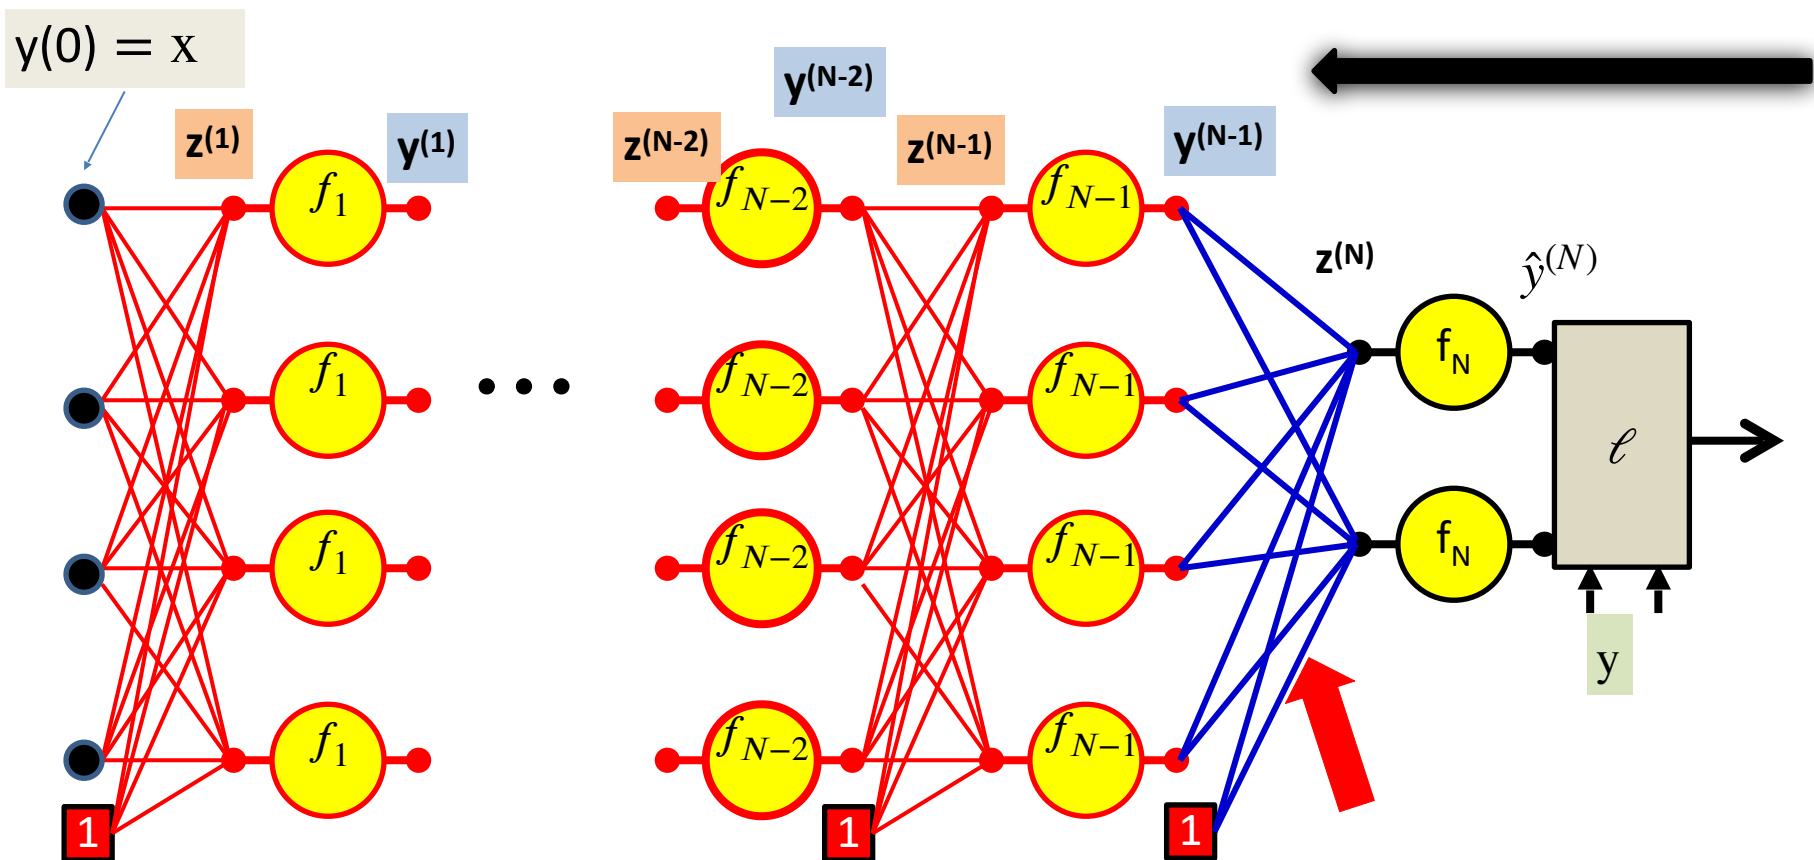 y(0) = x
z(1)
y(1)
z(N-2)
y(N-2)
z(N-1)
y(N-1)
z(N)
ŷ(N)
f1
fN−2
fN−1
fN
f1
fN−2
fN−1
fN
f1
fN−2
fN−1
f1
fN−2
fN−1
...
ℓ
y
1
1
1